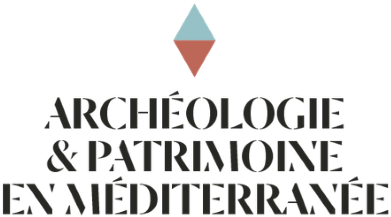 ARCHÉOLOGIE
& PATRIMOINE
EN MÉDITERRANÉE